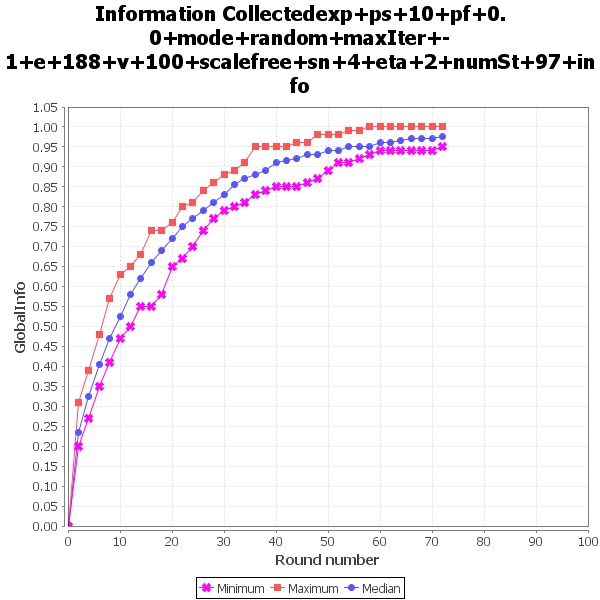 Information Collectedexp+ps+10+pf+0.
0+mode+random+maxIter+-
1+e+188+v+100+scalefree+sn+4+eta+2+numSt+97+in
fo
1.05
1.00
0.95
0.90
0.85
0.80
0.75
0.70
0.65
0.60
0.55
0.50
0.45
0.40
0.35
0.30
0.25
0.20
0.15
0.10
0.05
0.00
GlobalInfo
0 10 20 30 40 50 60 70 80 90 100
Round number
Minimum Maximum Median